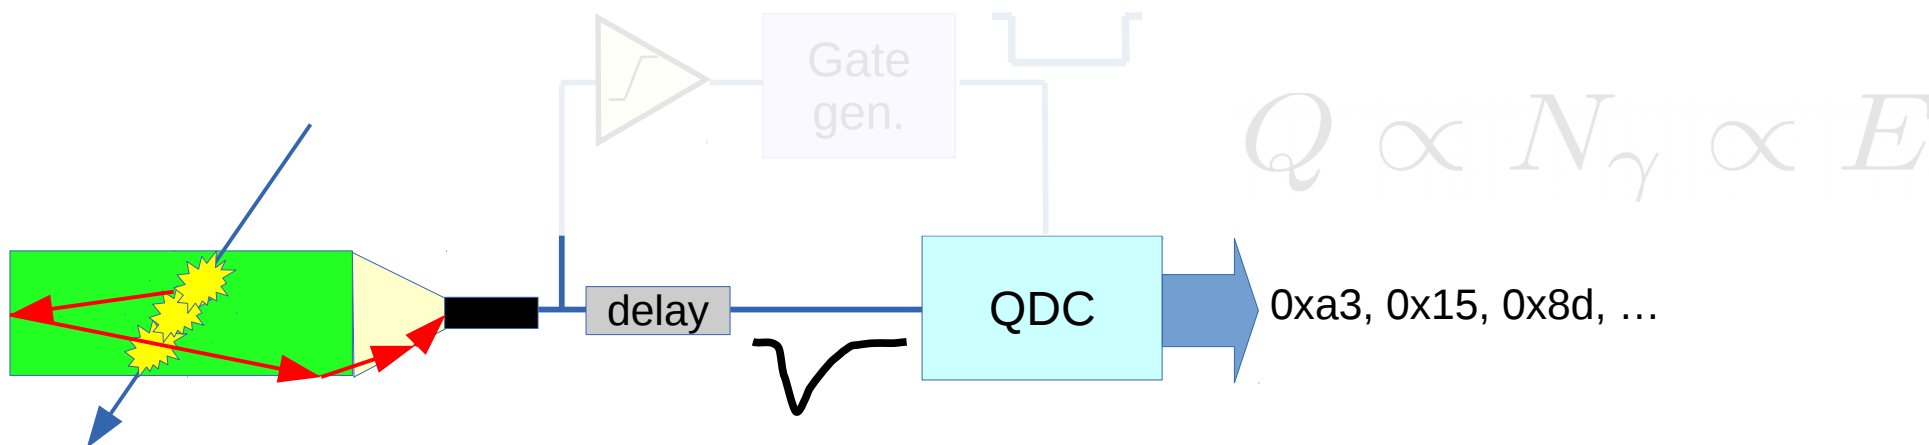 Gate
gen.
Q ∝ N_γ ∝ E
delay
QDC
0xa3, 0x15, 0x8d, …